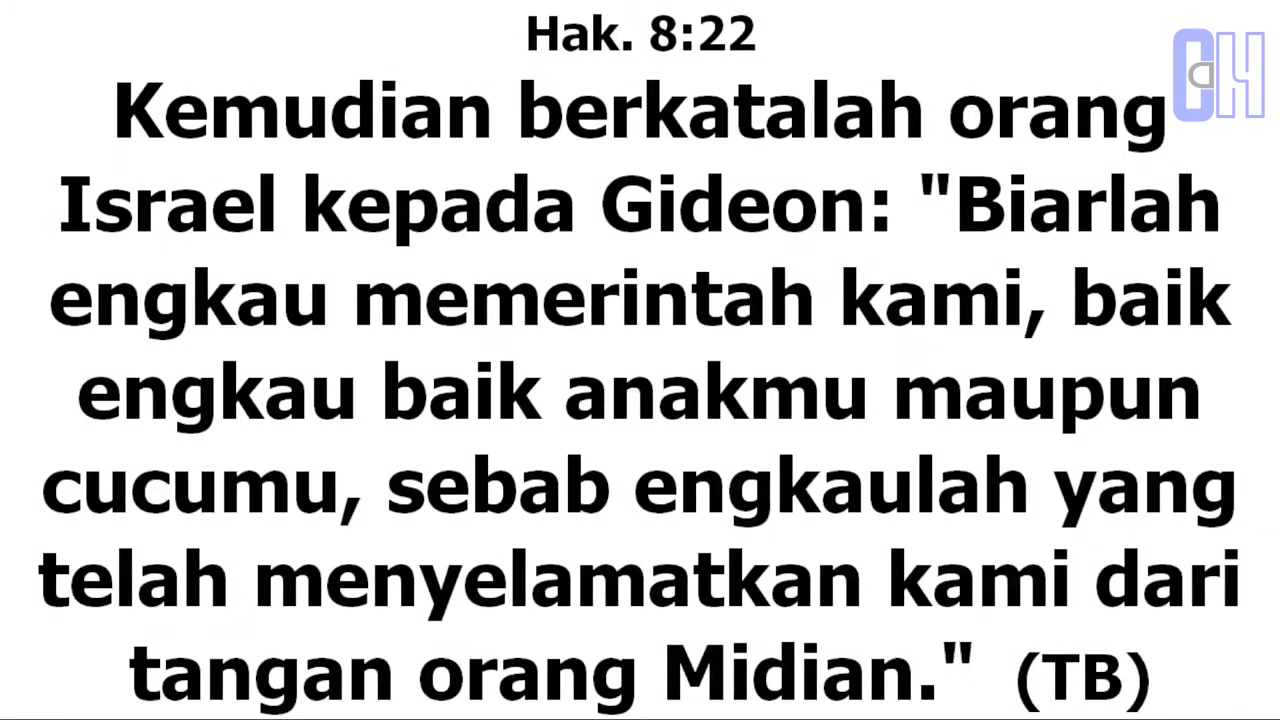 Hak. 8:22
Kemudian berkatalah orang
Israel kepada Gideon: "Biarlah
engkau memerintah kami, baik
engkau baik anakmu maupun
cucumu, sebab engkaulah yang
telah menyelamatkan kami dari
tangan orang Midian." (TB)